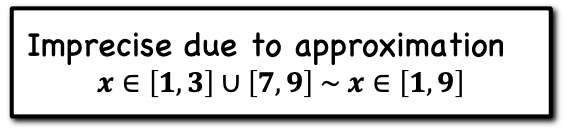 Imprecise due to approximation
x ∈ [1, 3] ∪ [7, 9] ~ x ∈ [1, 9]